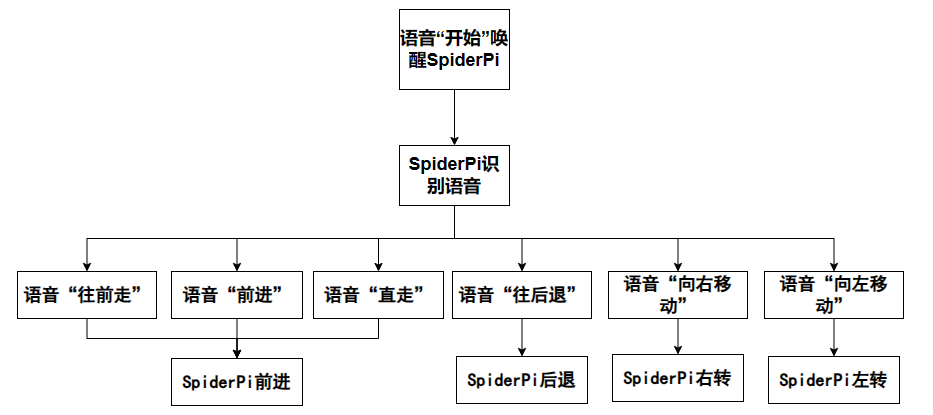 语音“开始”唤
醒SpiderPi
SpiderPi识
别语音
语音“往前走”
语音“前进”
语音“直走”
语音“往后退”
语音“向右移
动”
语音“向左移
动”
SpiderPi前进
SpiderPi后退
SpiderPi右转
SpiderPi左转